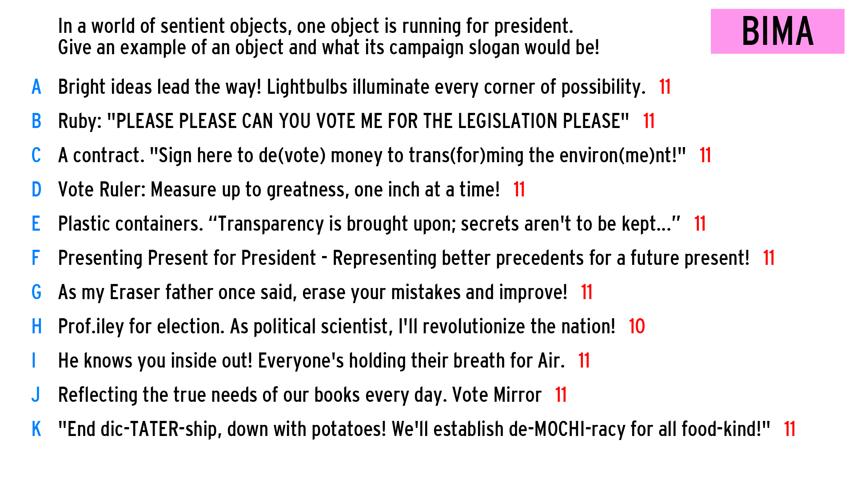 In a world of sentient objects, one object is running for president.
Give an example of an object and what its campaign slogan would be!
BIMA
A Bright ideas lead the way! Lightbulbs illuminate every corner of possibility. 11
B Ruby: "PLEASE PLEASE CAN YOU VOTE ME FOR THE LEGISLATION PLEASE" 11
C A contract. "Sign here to de(vote) money to trans(for)ming the environ(me)nt!" 11
D Vote Ruler: Measure up to greatness, one inch at a time! 11
E Plastic containers. “Transparency is brought upon; secrets aren't to be kept...” 11
F Presenting Present for President - Representing better precedents for a future present! 11
G As my Eraser father once said, erase your mistakes and improve! 11
H Prof.iley for election. As political scientist, I'll revolutionize the nation! 10
I He knows you inside out! Everyone's holding their breath for Air. 11
J Reflecting the true needs of our books every day. Vote Mirror 11
K "End dic-TATER-ship, down with potatoes! We'll establish de-MOCHI-racy for all food-kind!" 11